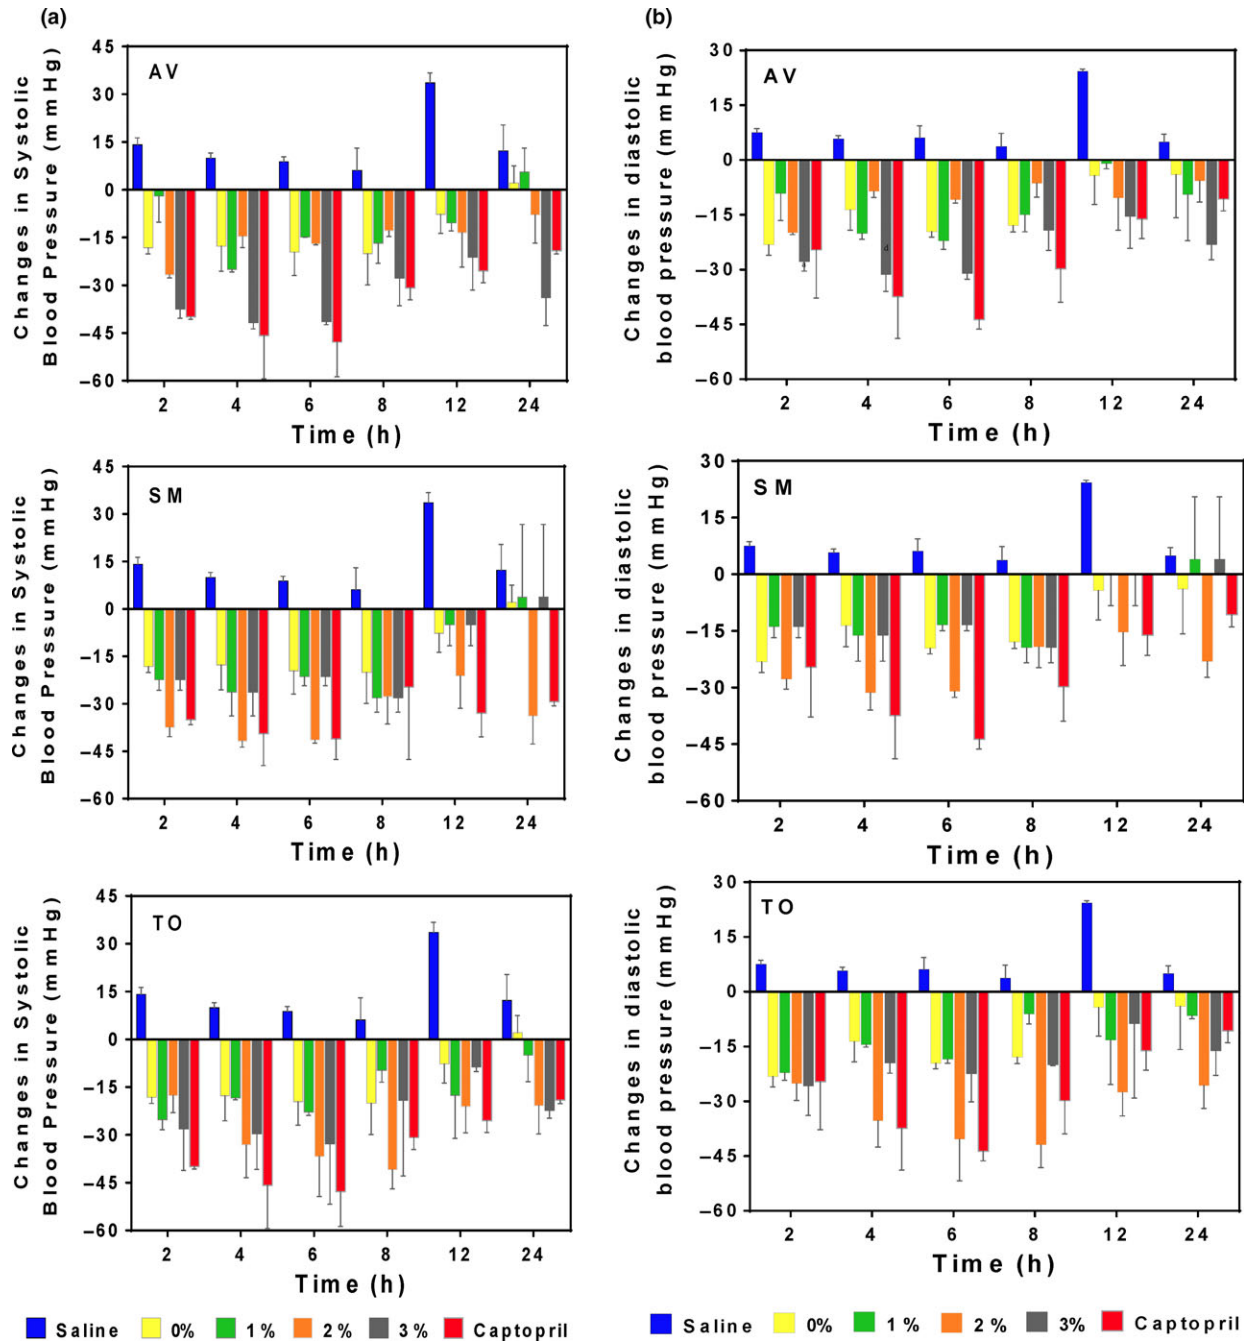 (a)
Changes in Systolic
Blood Pressure (mmHg)
AV
45
30
15
0
−15
−30
−45
−60
2 4 6 8 12 24
Time (h)
Changes in Systolic
Blood Pressure (mmHg)
SM
45
30
15
0
−15
−30
−45
−60
2 4 6 8 12 24
Time (h)
Changes in Systolic
Blood Pressure (mmHg)
TO
45
30
15
0
−15
−30
−45
−60
2 4 6 8 12 24
Time (h)
Saline 0% 1% 2% 3% Captopril
(b)
Changes in diastolic
blood pressure (mmHg)
AV
30
15
0
−15
−30
−45
−60
2 4 6 8 12 24
Time (h)
Changes in diastolic
blood pressure (mmHg)
SM
30
15
0
−15
−30
−45
−60
2 4 6 8 12 24
Time (h)
Changes in diastolic
blood pressure (mmHg)
TO
30
15
0
−15
−30
−45
−60
2 4 6 8 12 24
Time (h)
Saline 0% 1% 2% 3% Captopril